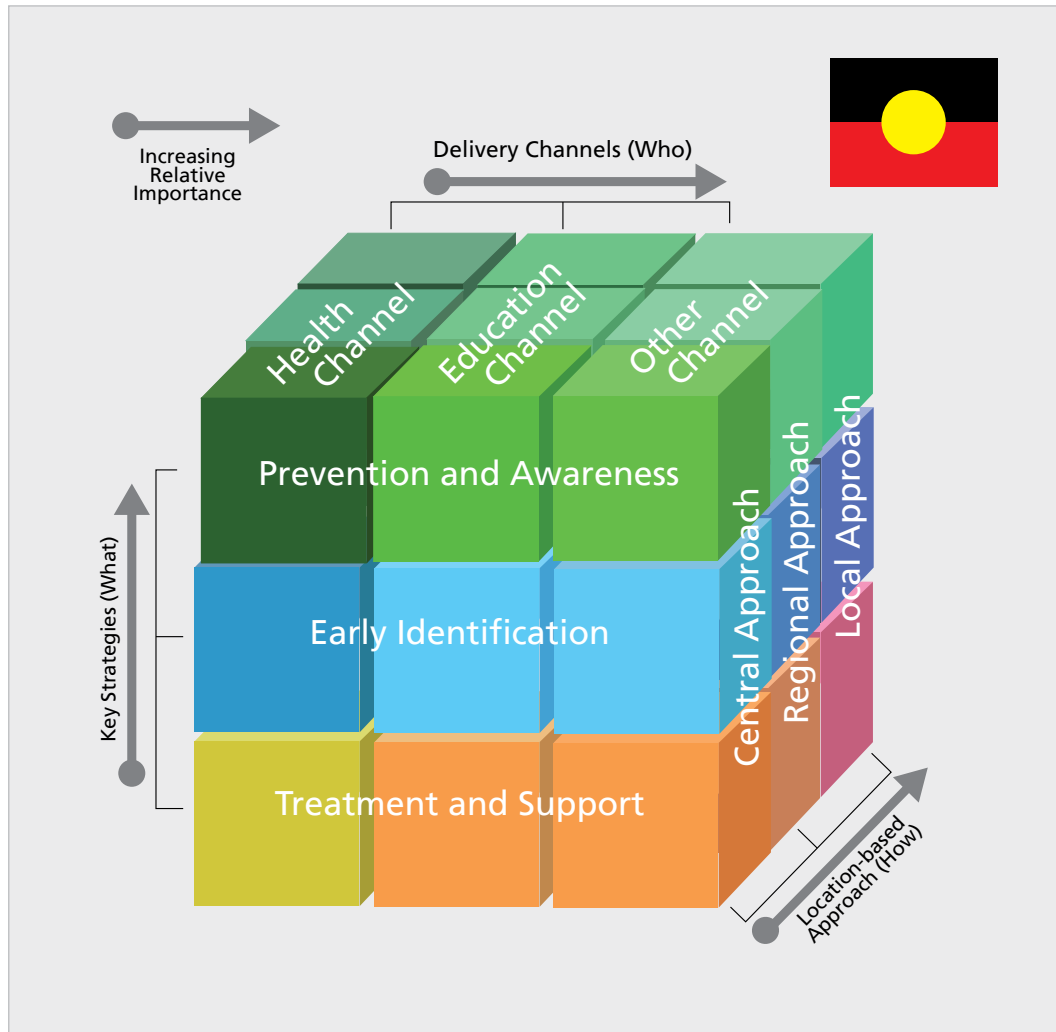 Increasing
Relative
Importance
Delivery Channels (Who)
Health
Channel
Education
Channel
Other
Channel
Prevention and Awareness
Early Identification
Treatment and Support
Key Strategies (What)
Central Approach
Regional Approach
Local Approach
Location-based
Approach (How)